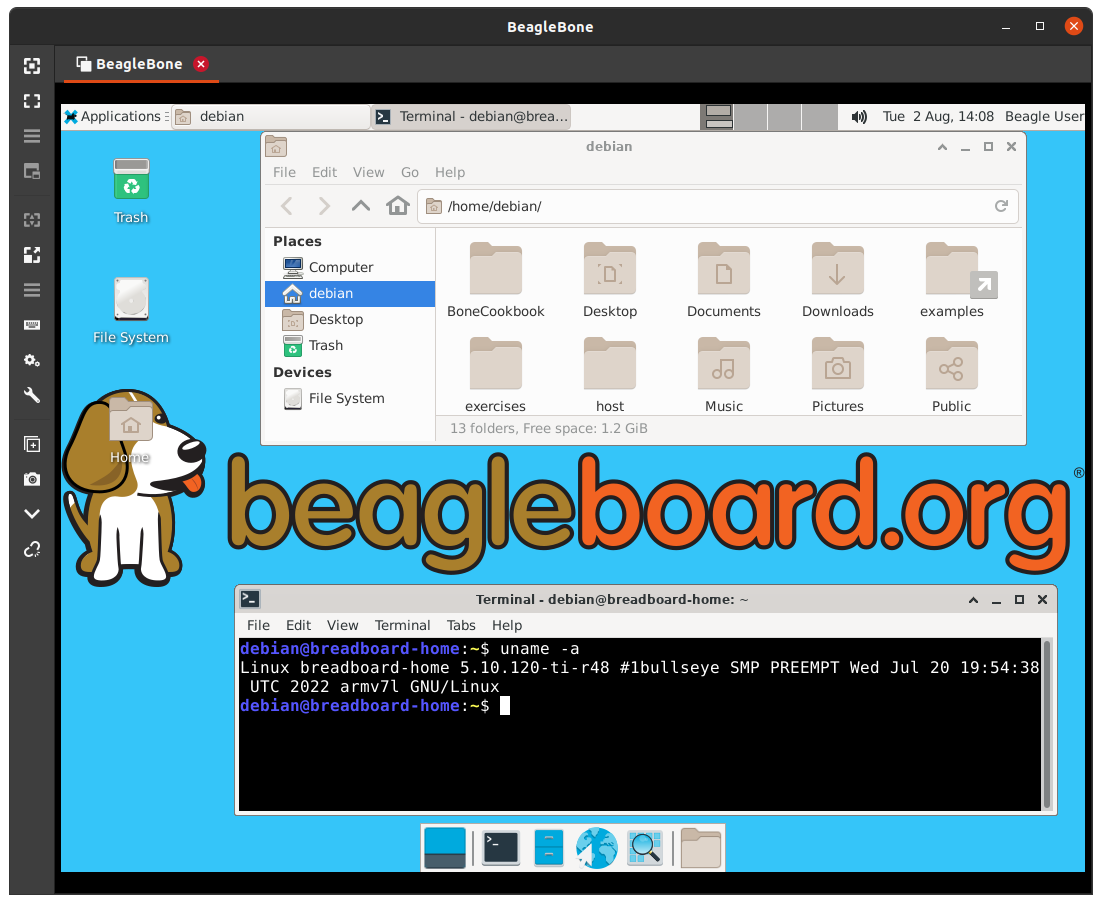 BeagleBone
BeagleBone
Applications debian Terminal - debian@brea... Tue 2 Aug, 14:08 Beagle User
debian
File Edit View Go Help
/home/debian/
Places
Computer
debian
Desktop
Trash
Devices
File System
BoneCookbook Desktop Documents Downloads examples
exercises host Music Pictures Public
13 folders, Free space: 1.2 GiB
Trash
File System
Home
beagleboard.org®
Terminal - debian@breadboard-home: ~
File Edit View Terminal Tabs Help
debian@breadboard-home:~$ uname -a
Linux breadboard-home 5.10.120-ti-r48 #1bullseye SMP PREEMPT Wed Jul 20 19:54:38
UTC 2022 armv7l GNU/Linux
debian@breadboard-home:~$